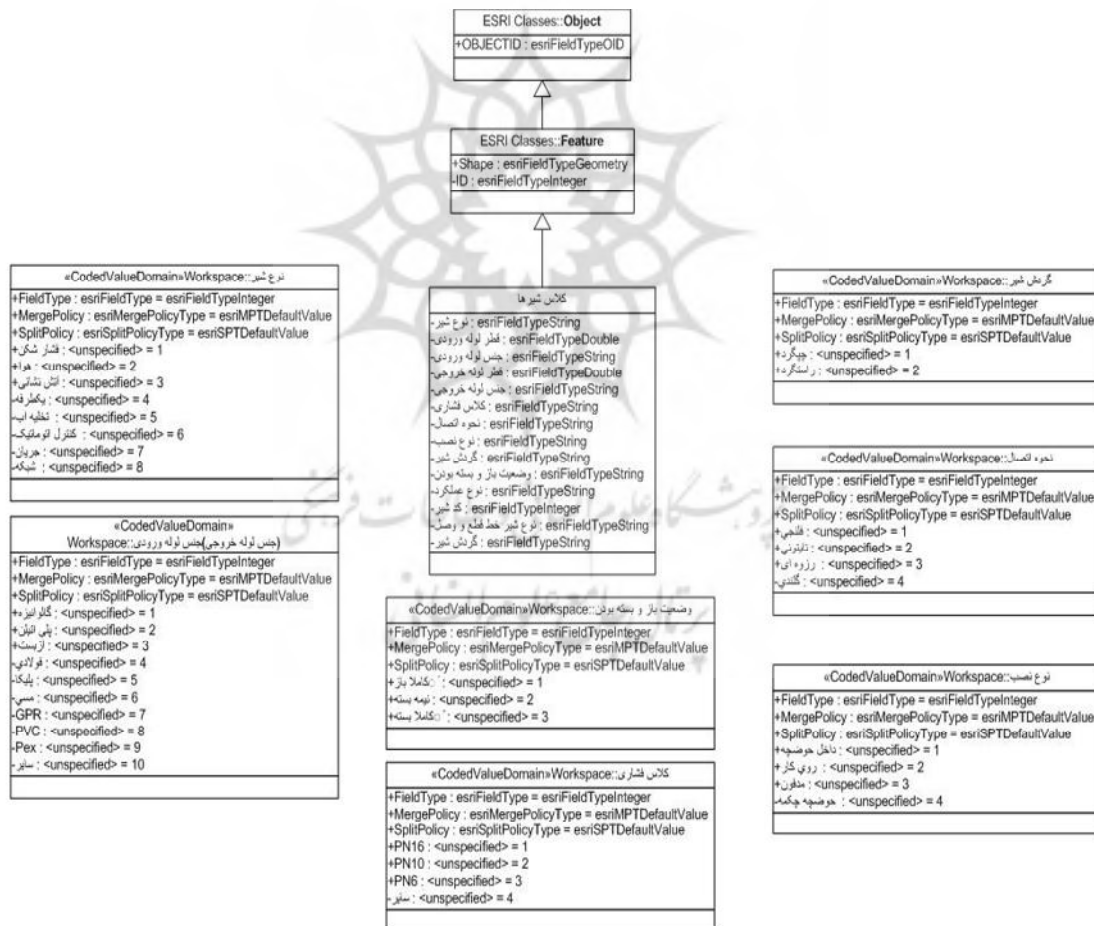 ESRI Classes::Object
+OBJECTID : esriFieldTypeOID
ESRI Classes::Feature
+Shape : esriFieldTypeGeometry
-ID : esriFieldTypeInteger
«CodedValueDomain»Workspace::نوع شیر
+FieldType : esriFieldType = esriFieldTypeInteger
+MergePolicy : esriMergePolicyType = esriMPTDefaultValue
+SplitPolicy : esriSplitPolicyType = esriSPTDefaultValue
+فشار شکن : <unspecified> = 1
+هوا : <unspecified> = 2
+آتش نشانی : <unspecified> = 3
-یکطرفه : <unspecified> = 4
-تخلیه اب : <unspecified> = 5
-کنترل اتوماتیک : <unspecified> = 6
-جریان : <unspecified> = 7
-شبکه : <unspecified> = 8
«CodedValueDomain»
Workspace::جنس لوله ورودی(جنس لوله خروجی)
+FieldType : esriFieldType = esriFieldTypeInteger
+MergePolicy : esriMergePolicyType = esriMPTDefaultValue
+SplitPolicy : esriSplitPolicyType = esriSPTDefaultValue
+گالوانیزه : <unspecified> = 1
+پلی اتیلن : <unspecified> = 2
+ازبست : <unspecified> = 3
-فولادي : <unspecified> = 4
-پلیکا : <unspecified> = 5
-مسي : <unspecified> = 6
-GPR : <unspecified> = 7
-PVC : <unspecified> = 8
-Pex : <unspecified> = 9
-سایر : <unspecified> = 10
کلاس شیرها
-نوع شیر : esriFieldTypeString
-قطر لوله ورودی : esriFieldTypeDouble
-جنس لوله ورودی : esriFieldTypeString
-قطر لوله خروجي : esriFieldTypeDouble
-جنس لوله خروجي : esriFieldTypeString
-کلاس فشاری : esriFieldTypeString
-نحوه اتصال : esriFieldTypeString
-نوع نصب : esriFieldTypeString
-گردش شیر : esriFieldTypeString
-وضعیت باز و بسته بودن : esriFieldTypeString
-نوع عملکرد : esriFieldTypeString
-کد شیر : esriFieldTypeInteger
-نوع شیر خط قطع و وصل : esriFieldTypeString
-گردش شیر : esriFieldTypeString
«CodedValueDomain»Workspace::وضعیت باز و بسته بودن
+FieldType : esriFieldType = esriFieldTypeInteger
+MergePolicy : esriMergePolicyType = esriMPTDefaultValue
+SplitPolicy : esriSplitPolicyType = esriSPTDefaultValue
+کاملا باز : <unspecified> = 1
+نیمه بسته : <unspecified> = 2
+کاملا بسته : <unspecified> = 3
«CodedValueDomain»Workspace::کلاس فشاری
+FieldType : esriFieldType = esriFieldTypeInteger
+MergePolicy : esriMergePolicyType = esriMPTDefaultValue
+SplitPolicy : esriSplitPolicyType = esriSPTDefaultValue
+PN16 : <unspecified> = 1
+PN10 : <unspecified> = 2
+PN6 : <unspecified> = 3
-سایر : <unspecified> = 4
«CodedValueDomain»Workspace::گردش شیر
+FieldType : esriFieldType = esriFieldTypeInteger
+MergePolicy : esriMergePolicyType = esriMPTDefaultValue
+SplitPolicy : esriSplitPolicyType = esriSPTDefaultValue
+چپگرد : <unspecified> = 1
+راستگرد : <unspecified> = 2
«CodedValueDomain»Workspace::نحوه اتصال
+FieldType : esriFieldType = esriFieldTypeInteger
+MergePolicy : esriMergePolicyType = esriMPTDefaultValue
+SplitPolicy : esriSplitPolicyType = esriSPTDefaultValue
+فلنجي : <unspecified> = 1
+تایتوني : <unspecified> = 2
+رزوه ای : <unspecified> = 3
-گلندي : <unspecified> = 4
«CodedValueDomain»Workspace::نوع نصب
+FieldType : esriFieldType = esriFieldTypeInteger
+MergePolicy : esriMergePolicyType = esriMPTDefaultValue
+SplitPolicy : esriSplitPolicyType = esriSPTDefaultValue
+داخل حوضچه : <unspecified> = 1
+روي کار : <unspecified> = 2
+مدفون : <unspecified> = 3
-حوضچه چکمه : <unspecified> = 4